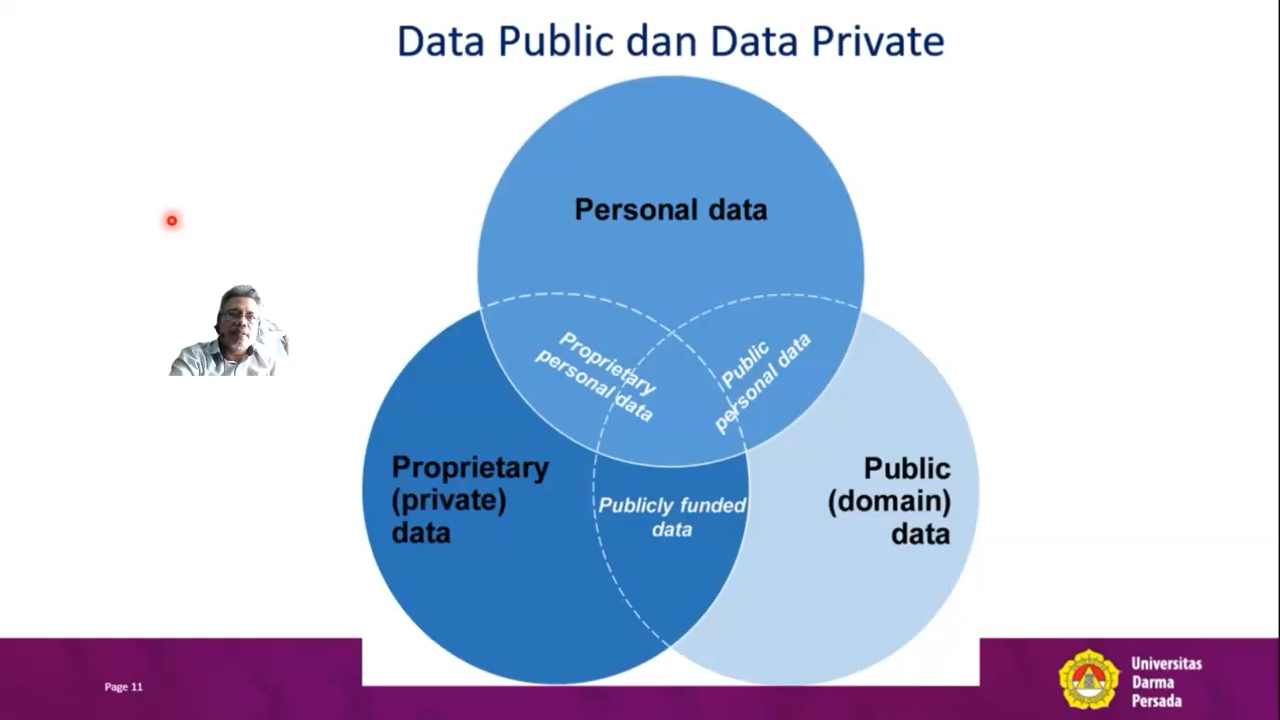 Data Public dan Data Private
Personal data
Proprietary
personal data
Public
personal data
Proprietary
(private)
data
Public
(domain)
data
Publicly funded
data
Page 11
Universitas
Darma
Persada